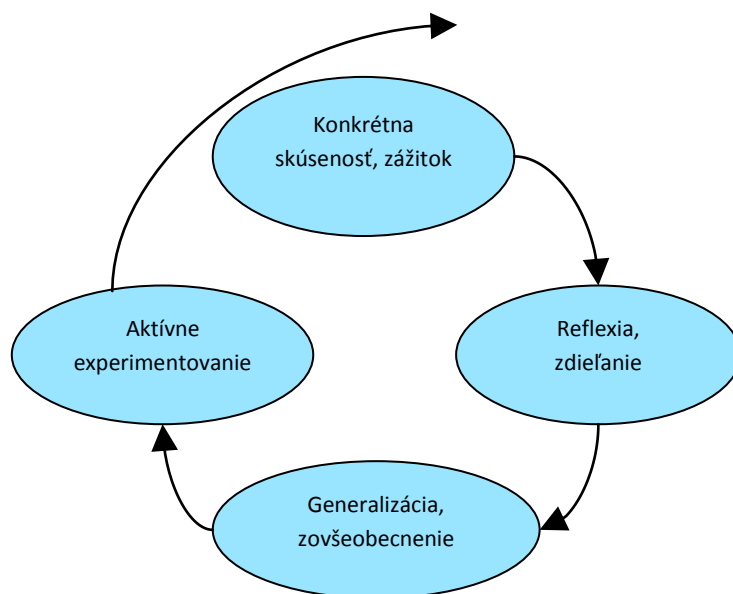 Konkrétna
skúsenosť, zážitok
Reflexia,
zdieľanie
Generalizácia,
zovšeobecnenie
Aktívne
experimentovanie